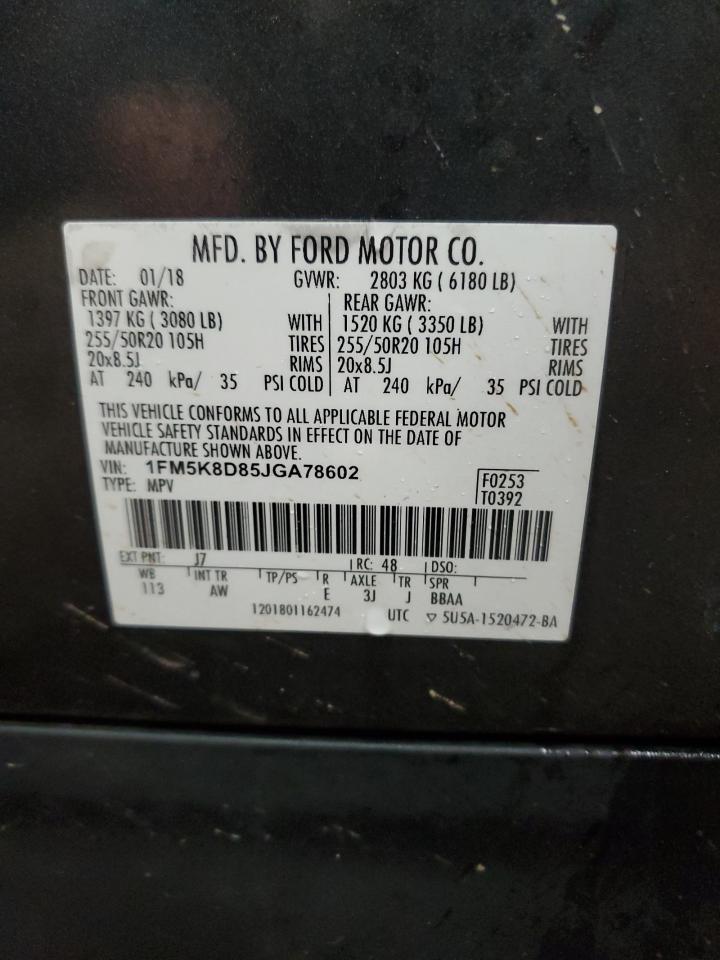 MFD. BY FORD MOTOR CO.
DATE: 01/18 GVWR: 2803 KG ( 6180 LB)
FRONT GAWR: REAR GAWR:
1397 KG ( 3080 LB) WITH 1520 KG ( 3350 LB) WITH
255/50R20 105H TIRES 255/50R20 105H TIRES
20x8.5J RIMS 20x8.5J RIMS
AT 240 kPa/ 35 PSI COLD AT 240 kPa/ 35 PSI COLD
THIS VEHICLE CONFORMS TO ALL APPLICABLE FEDERAL MOTOR
VEHICLE SAFETY STANDARDS IN EFFECT ON THE DATE OF
MANUFACTURE SHOWN ABOVE.
VIN: 1FM5K8D85JGA78602 F0253
TYPE: MPV T0392
EXT PNT: J7 RC: 48 DSO:
WB INT TR TP/PS R AXLE TR SPR
113 AW E 3J J BBAA
1201801162474 UTC ▽ 5U5A-1520472-BA